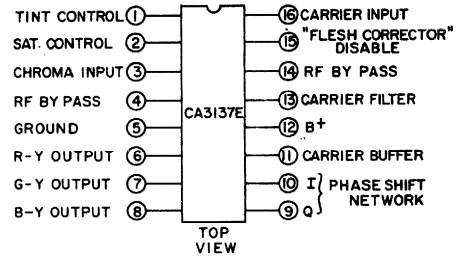 TINT CONTROL 1
SAT. CONTROL 2
CHROMA INPUT 3
RF BY PASS 4
GROUND 5
R-Y OUTPUT 6
G-Y OUTPUT 7
B-Y OUTPUT 8
CA3137E
16 CARRIER INPUT
15 "FLESH CORRECTOR"
DISABLE
14 RF BY PASS
13 CARRIER FILTER
12 B+
11 CARRIER BUFFER
10 I
9 Q
PHASE SHIFT
NETWORK
TOP
VIEW